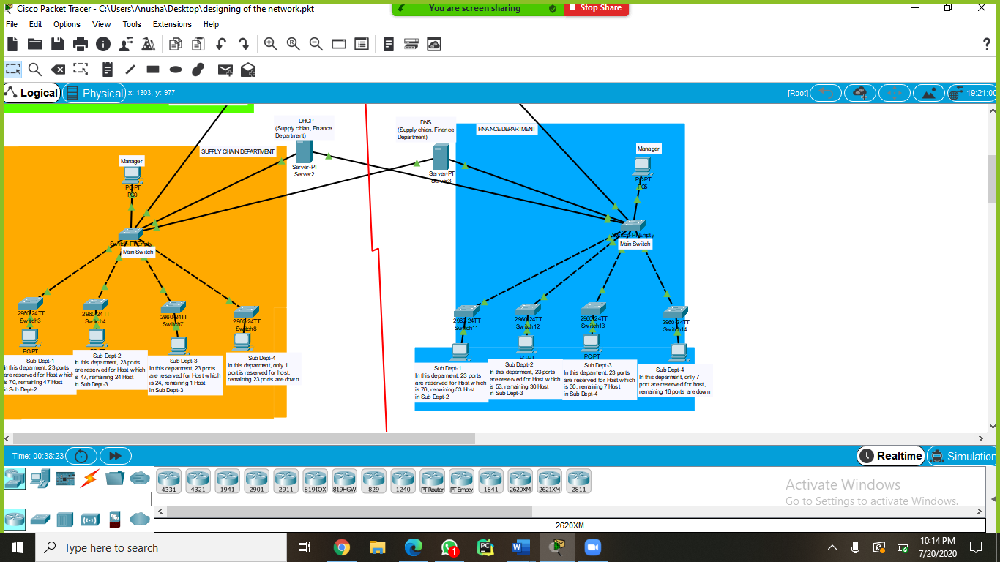 Cisco Packet Tracer - C:\Users\Anusha\Desktop\designing of the network.pkt
You are screen sharing
Stop Share
File Edit Options View Tools Extensions Help
Logical
Physical
x: 1303, y: 977
[Root]
19:21:00
DHCP
(Supply chian, Finance
Department)
Server-PT
Server2
DNS
(Supply chian, Finance
Department)
Server-PT
Server3
SUPPLY CHAIN DEPARTMENT
Manager
PC-PT
PC0
Switch-PT-Empty
Main Switch
2960-24TT
Switch3
2960-24TT
Switch4
2960-24TT
Switch7
2960-24TT
Switch8
PC-PT
Sub Dept-1
In this deparment, 23 ports
are reserved for Host which
is 70, remaining 47 Host
in Sub Dept-2
Sub Dept-2
In this deparment, 23 ports
are reserved for Host which
is 47, remaining 24 Host
in Sub Dept-3
Sub Dept-3
In this deparment, 23 ports
are reserved for Host which
is 24, remaining 1 Host
in Sub Dept-3
Sub Dept-4
In this deparment, only 1
port is reserved for host,
remaining 23 ports are down
FINANCE DEPARTMENT
Manager
PC-PT
PC5
Switch-PT-Empty
Main Switch
2960-24TT
Switch11
2960-24TT
Switch12
2960-24TT
Switch13
2960-24TT
Switch14
PC-PT
PC-PT
Sub Dept-1
In this deparment, 23 ports
are reserved for Host which
is 76, remaining 53 Host
in Sub Dept-2
Sub Dept-2
In this deparment, 23 ports
are reserved for Host which
is 53, remaining 30 Host
in Sub Dept-3
Sub Dept-3
In this deparment, 23 ports
are reserved for Host which
is 30, remaining 7 Host
in Sub Dept-4
Sub Dept-4
In this deparment, only 7
port are reserved for host,
remaining 16 ports are down
Time: 00:38:23
Realtime
Simulation
4331 4321 1941 2901 2911 819IOX 819HGW 829 1240 PT-Router PT-Empty 1841 2620XM 2621XM 2811
Activate Windows
Go to Settings to activate Windows.
2620XM
Type here to search
1
10:14 PM
7/20/2020